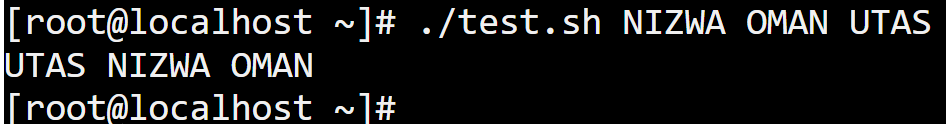 [root@localhost ~]# ./test.sh NIZWA OMAN UTAS
UTAS NIZWA OMAN
[root@localhost ~]#